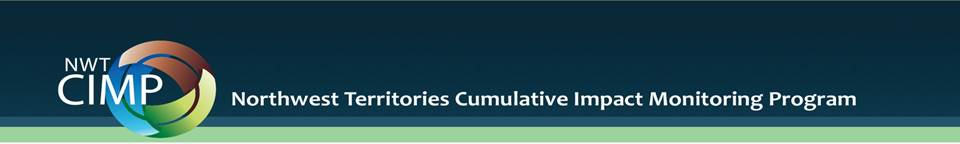 NWT
CIMP
Northwest Territories Cumulative Impact Monitoring Program